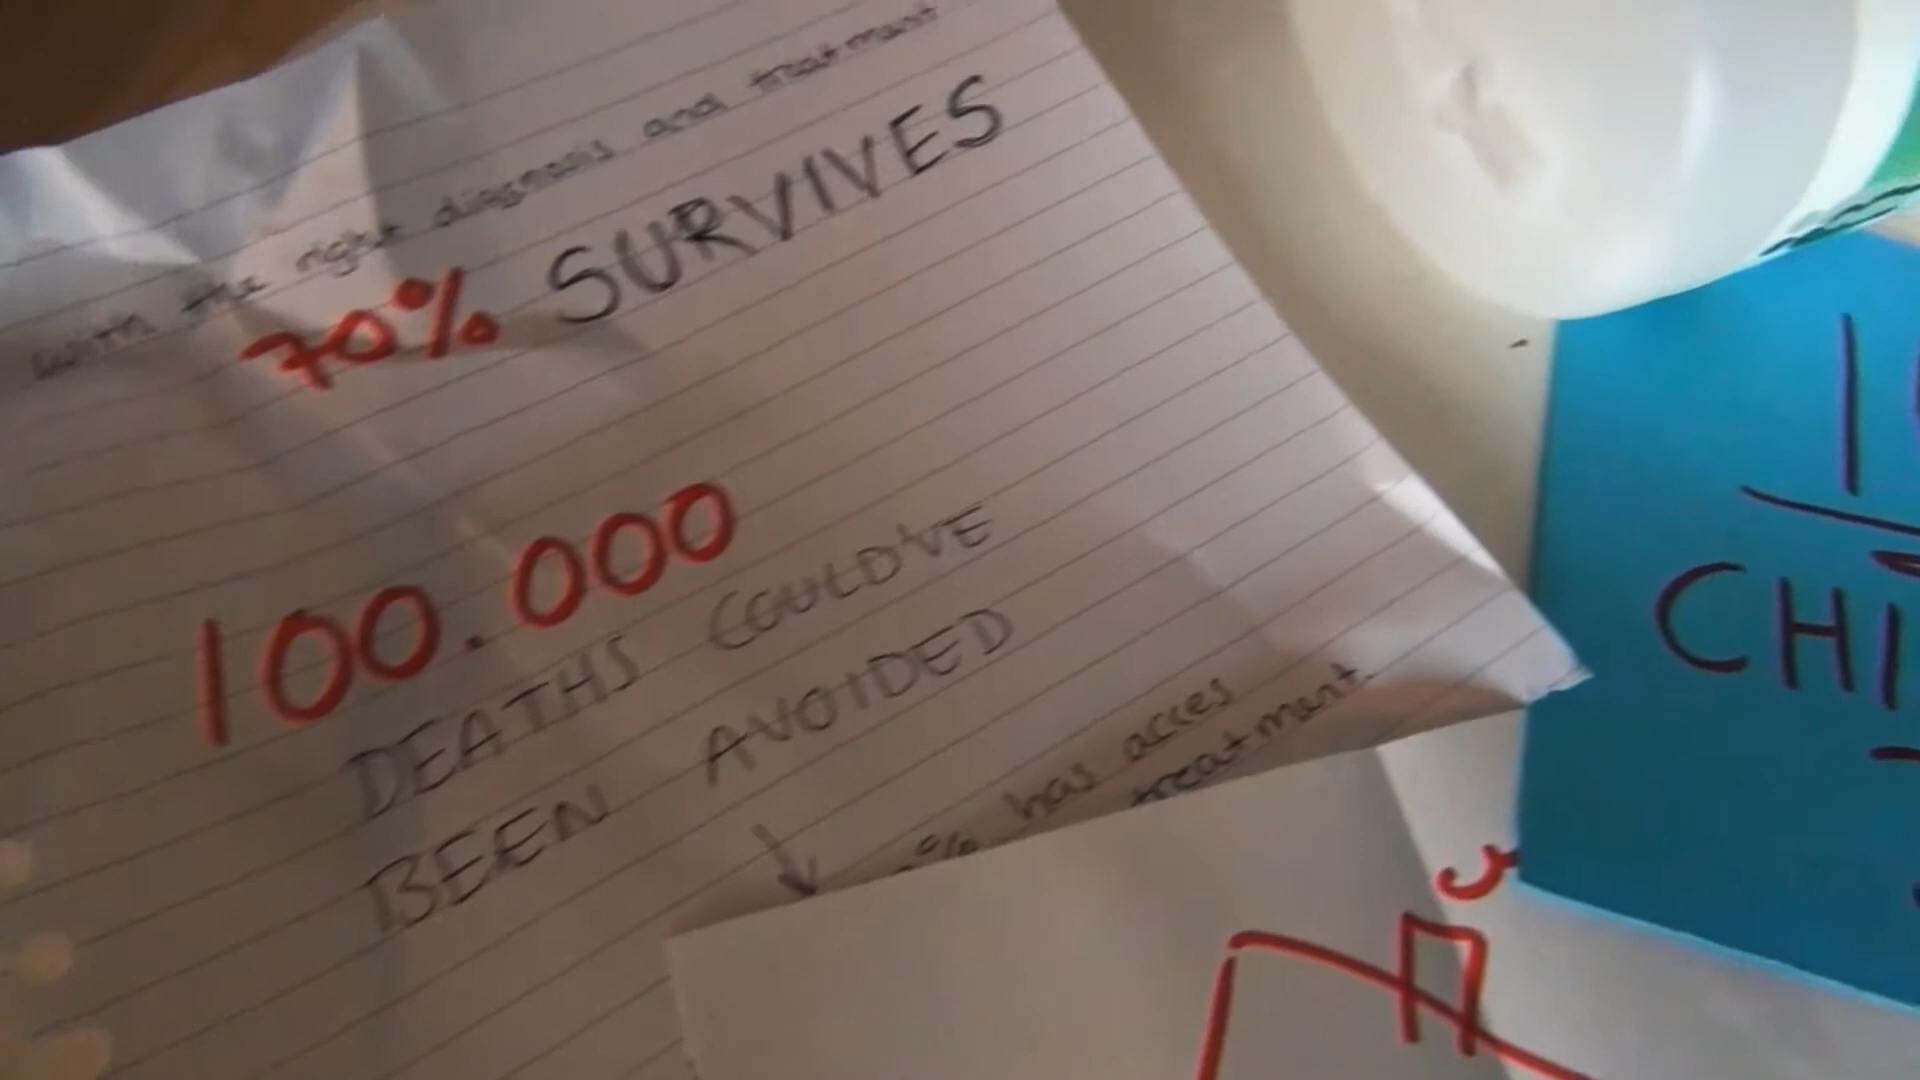 with the right diagnosis and treatment
70% SURVIVES
100.000
DEATHS COULD'VE
BEEN AVOIDED
% has acces
treatment.
1
CHI